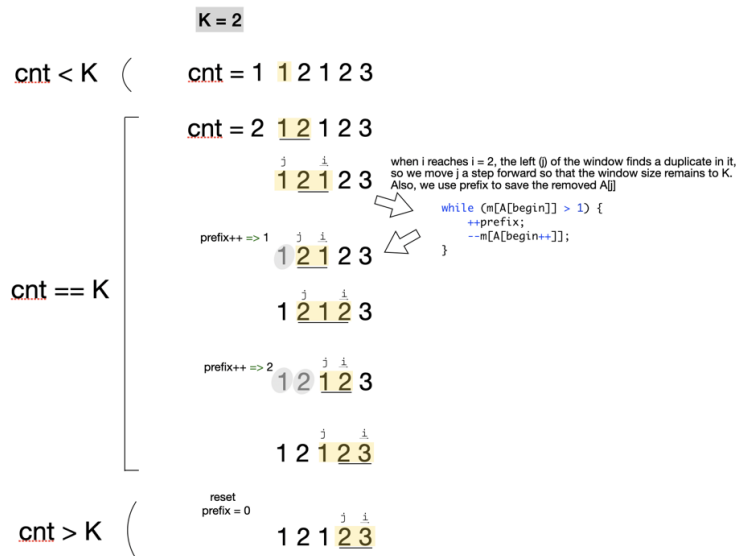 K = 2
cnt < K
cnt = 1 1 2 1 2 3
cnt = 2 1 2 1 2 3
j i
1 2 1 2 3
when i reaches i = 2, the left (j) of the window finds a duplicate in it,
so we move j a step forward so that the window size remains to K.
Also, we use prefix to save the removed A[j]
while (m[A[begin]] > 1) {
++prefix;
--m[A[begin++]];
}
prefix++ => 1
j i
1 2 1 2 3
cnt == K
j i
1 2 1 2 3
prefix++ => 2
j i
1 2 1 2 3
j i
1 2 1 2 3
reset
prefix = 0
cnt > K
j i
1 2 1 2 3